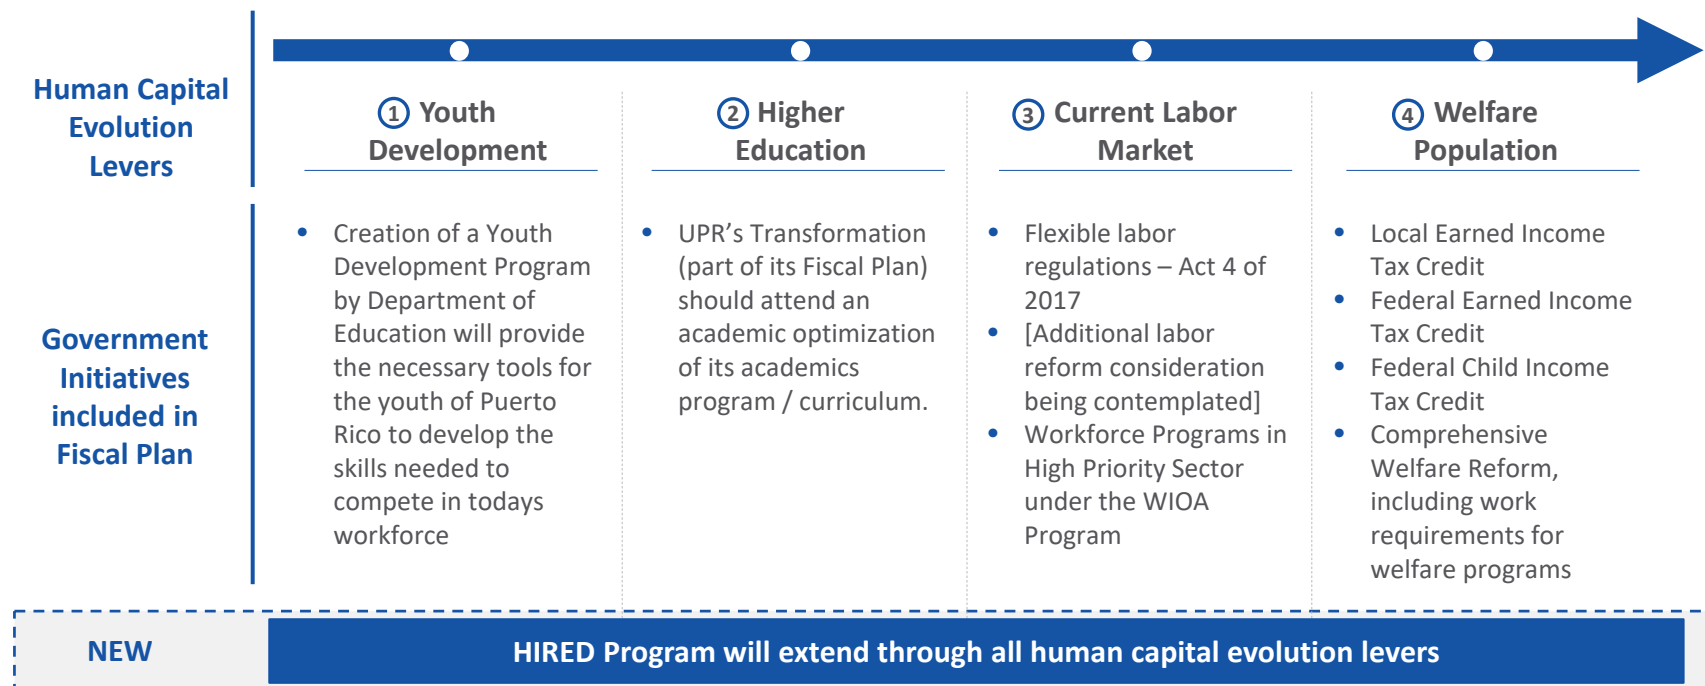 Human Capital
Evolution
Levers
1 Youth
Development
2 Higher
Education
3 Current Labor
Market
4 Welfare
Population
Government
Initiatives
included in
Fiscal Plan
• Creation of a Youth
Development Program
by Department of
Education will provide
the necessary tools for
the youth of Puerto
Rico to develop the
skills needed to
compete in todays
workforce
• UPR’s Transformation
(part of its Fiscal Plan)
should attend an
academic optimization
of its academics
program / curriculum.
• Flexible labor
regulations – Act 4 of
2017
• [Additional labor
reform consideration
being contemplated]
• Workforce Programs in
High Priority Sector
under the WIOA
Program
• Local Earned Income
Tax Credit
• Federal Earned Income
Tax Credit
• Federal Child Income
Tax Credit
• Comprehensive
Welfare Reform,
including work
requirements for
welfare programs
NEW
HIRED Program will extend through all human capital evolution levers